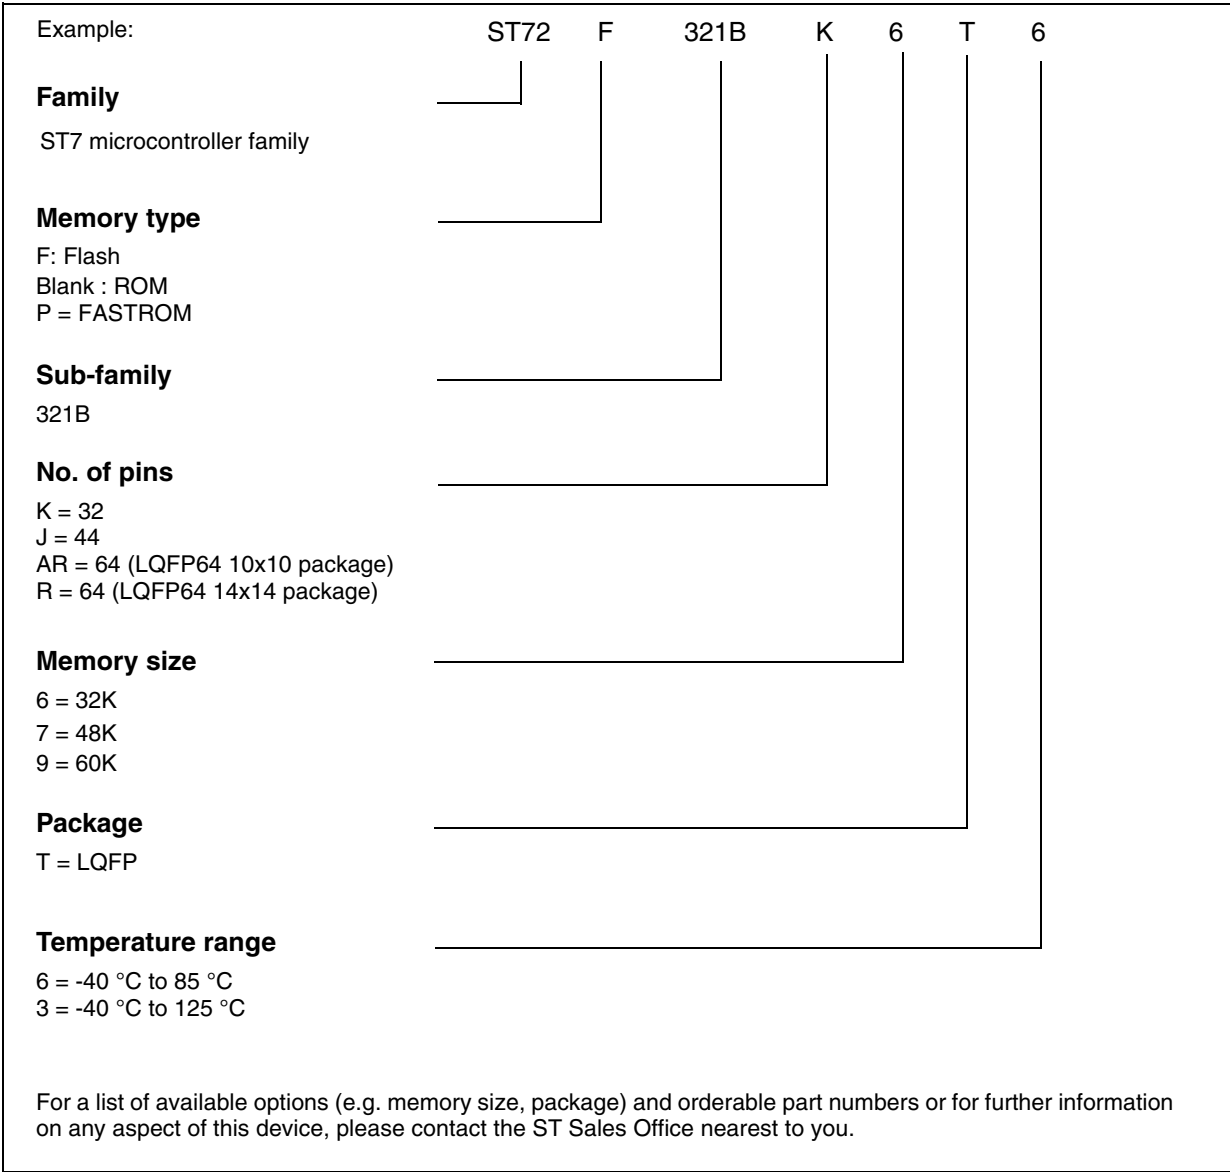 Example: ST72 F 321B K 6 T 6
Family
ST7 microcontroller family
Memory type
F: Flash
Blank : ROM
P = FASTROM
Sub-family
321B
No. of pins
K = 32
J = 44
AR = 64 (LQFP64 10x10 package)
R = 64 (LQFP64 14x14 package)
Memory size
6 = 32K
7 = 48K
9 = 60K
Package
T = LQFP
Temperature range
6 = -40 °C to 85 °C
3 = -40 °C to 125 °C
For a list of available options (e.g. memory size, package) and orderable part numbers or for further information
on any aspect of this device, please contact the ST Sales Office nearest to you.